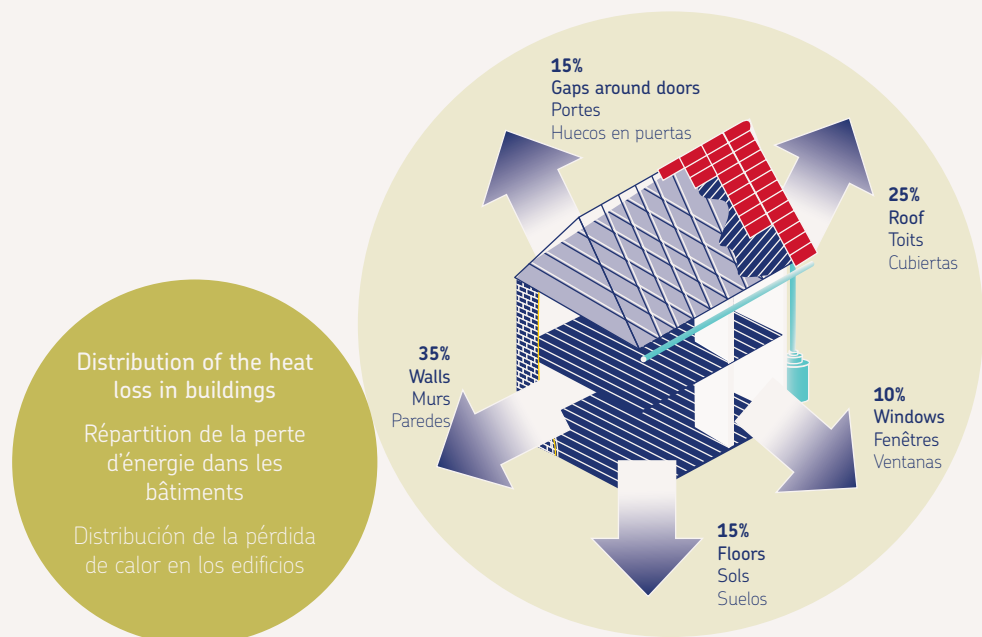 15%
Gaps around doors
Portes
Huecos en puertas
25%
Roof
Toits
Cubiertas
Distribution of the heat
loss in buildings
Répartition de la perte
d'énergie dans les
bâtiments
Distribución de la pérdida
de calor en los edificios
35%
Walls
Murs
Paredes
10%
Windows
Fenêtres
Ventanas
15%
Floors
Sols
Suelos